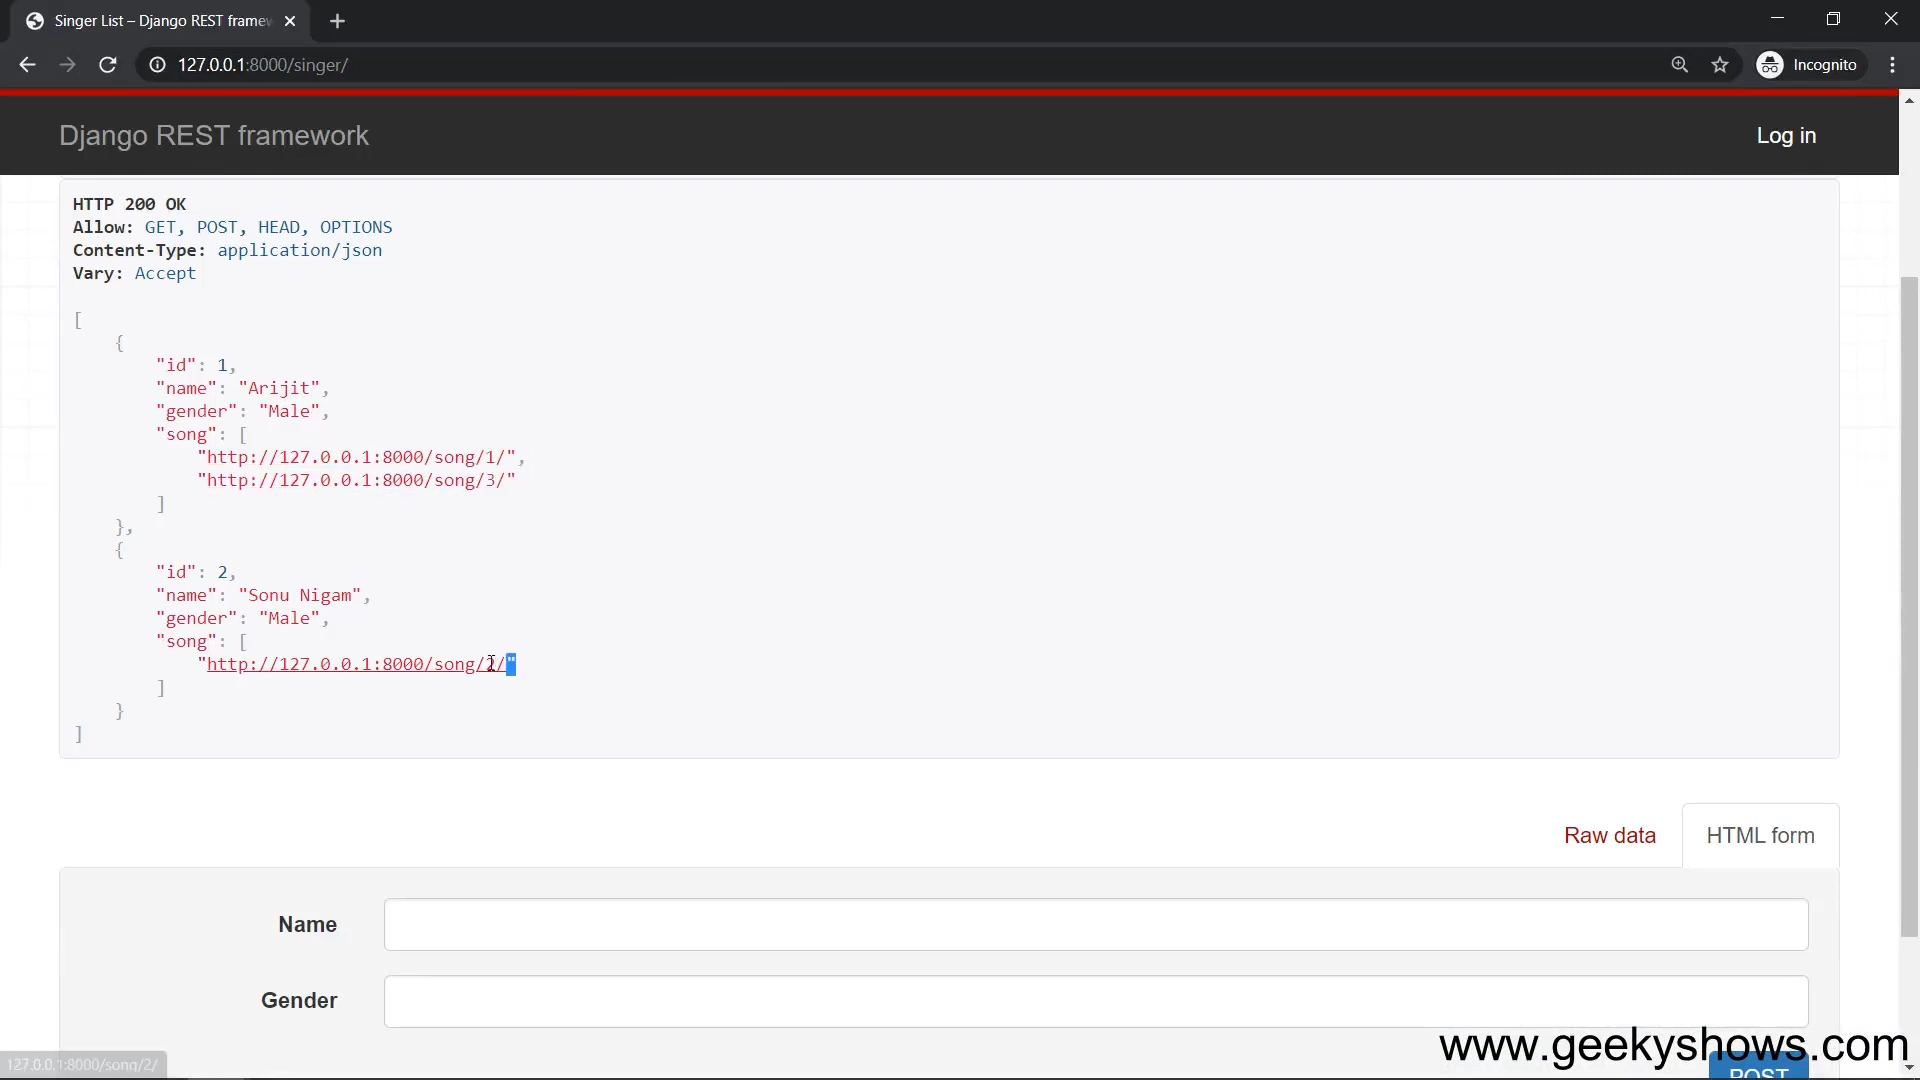 Singer List – Django REST framew
127.0.0.1:8000/singer/
Incognito
Django REST framework
Log in
HTTP 200 OK
Allow: GET, POST, HEAD, OPTIONS
Content-Type: application/json
Vary: Accept
[
{
"id": 1,
"name": "Arijit",
"gender": "Male",
"song": [
"http://127.0.0.1:8000/song/1/",
"http://127.0.0.1:8000/song/3/"
]
},
{
"id": 2,
"name": "Sonu Nigam",
"gender": "Male",
"song": [
"http://127.0.0.1:8000/song/2/"
]
}
]
Raw data
HTML form
Name
Gender
www.geekyshows.com
POST
127.0.0.1:8000/song/2/